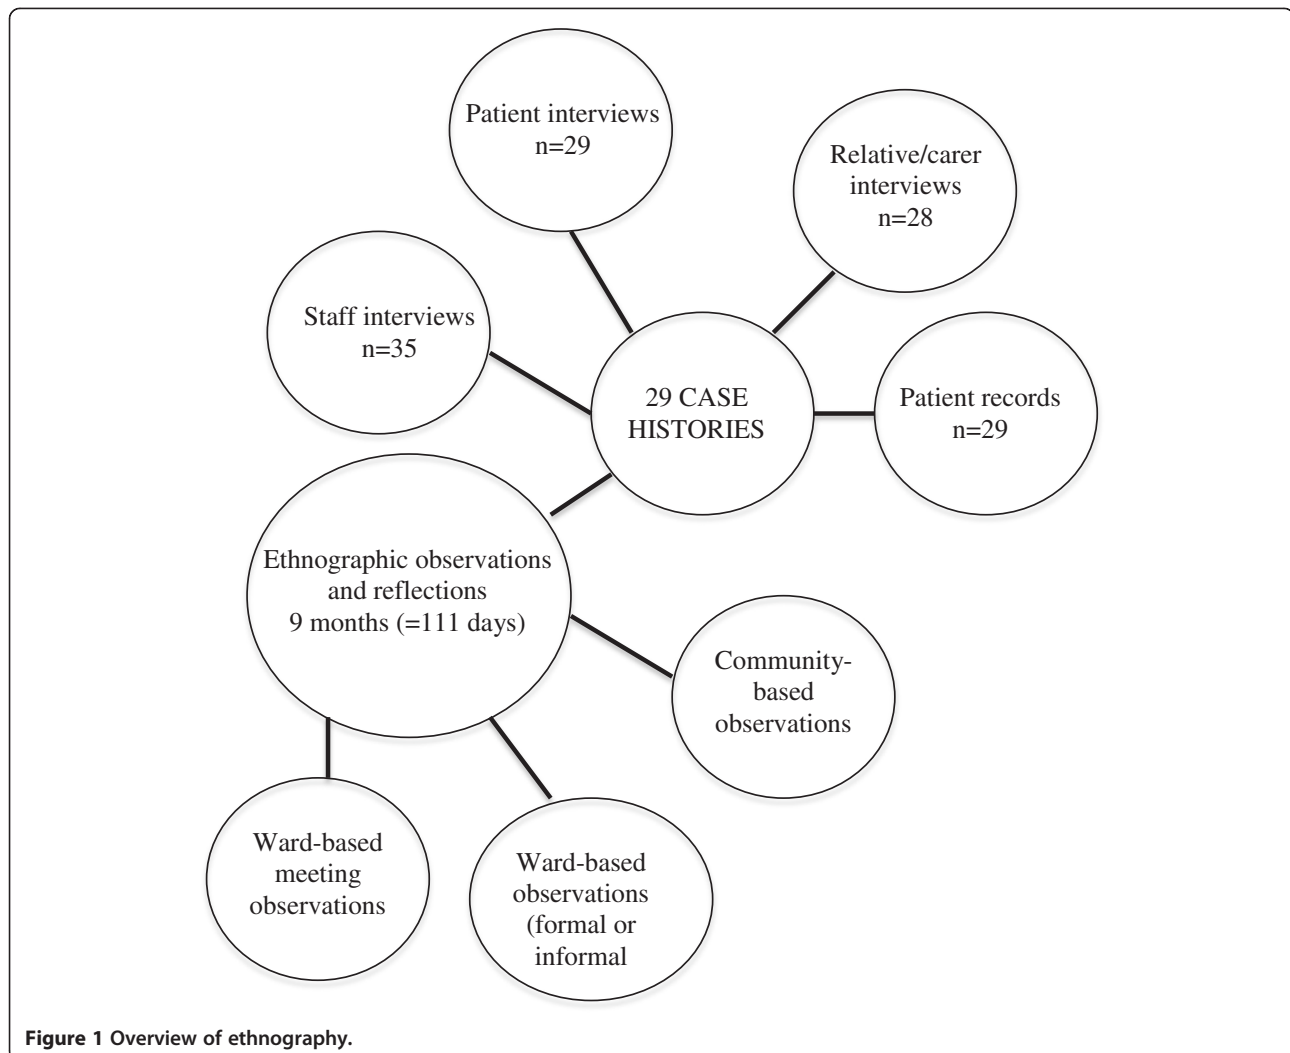 Patient interviews
n=29
Relative/carer
interviews
n=28
Staff interviews
n=35
29 CASE
HISTORIES
Patient records
n=29
Ethnographic observations
and reflections
9 months (=111 days)
Community-
based
observations
Ward-based
meeting
observations
Ward-based
observations
(formal or
informal
Figure 1 Overview of ethnography.